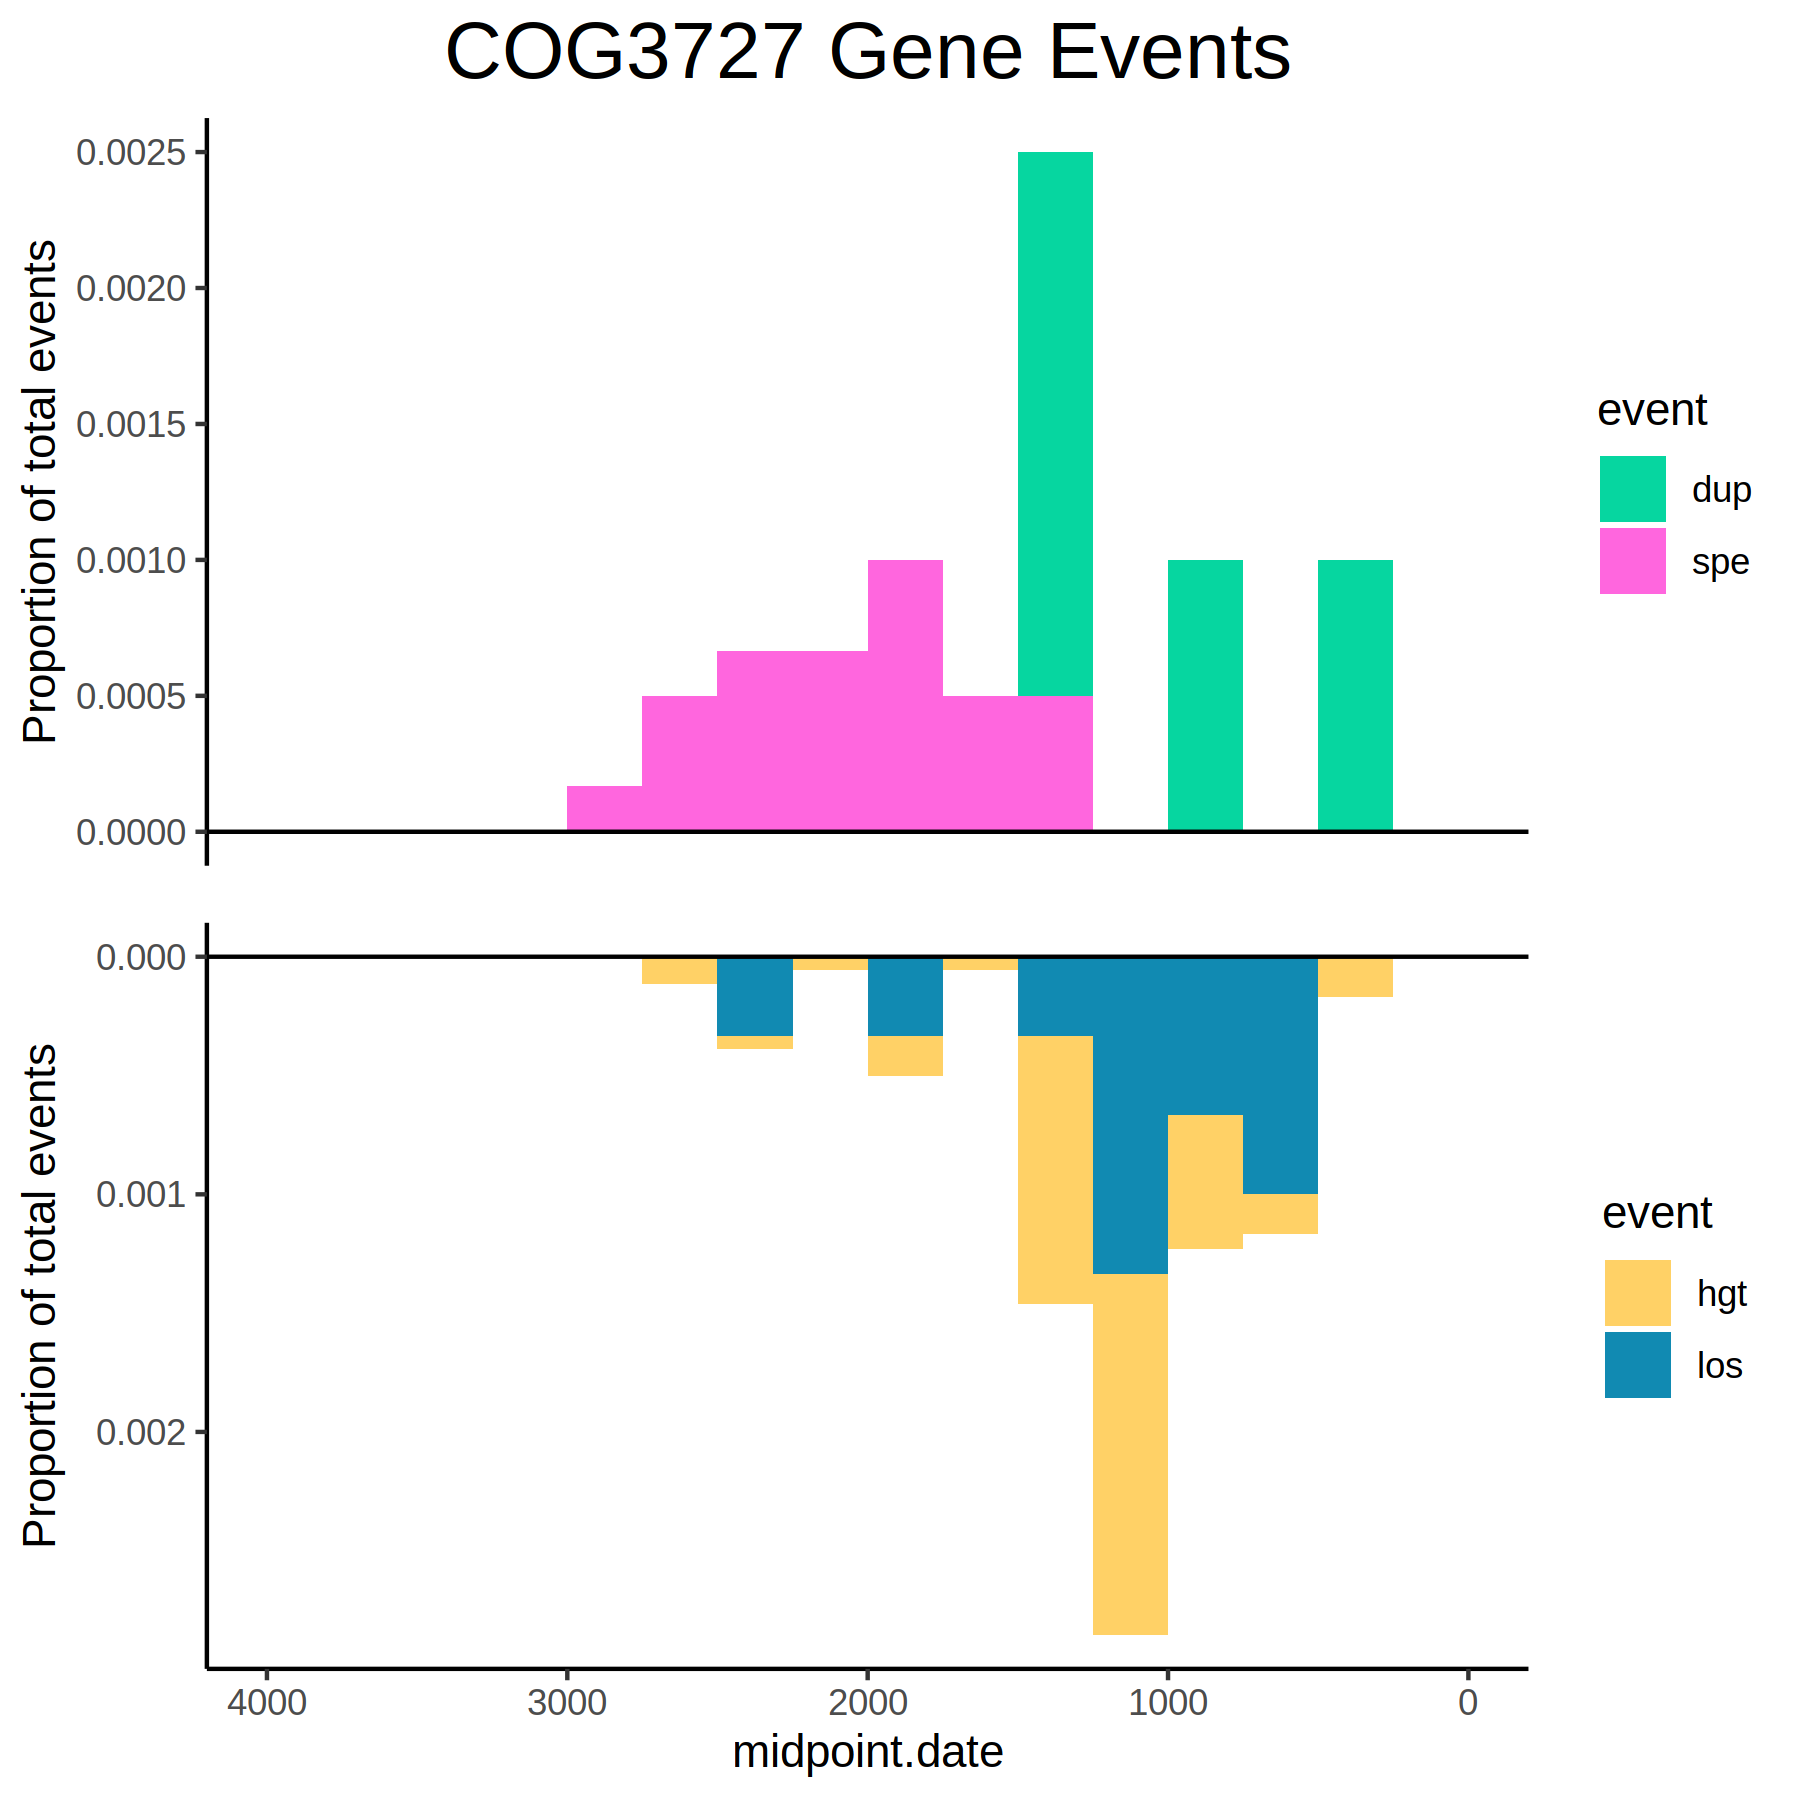 COG3727 Gene Events
Proportion of total events
0.0025
0.0020
0.0015
0.0010
0.0005
0.0000
event
dup
spe
Proportion of total events
0.000
0.001
0.002
event
hgt
los
4000 3000 2000 1000 0
midpoint.date